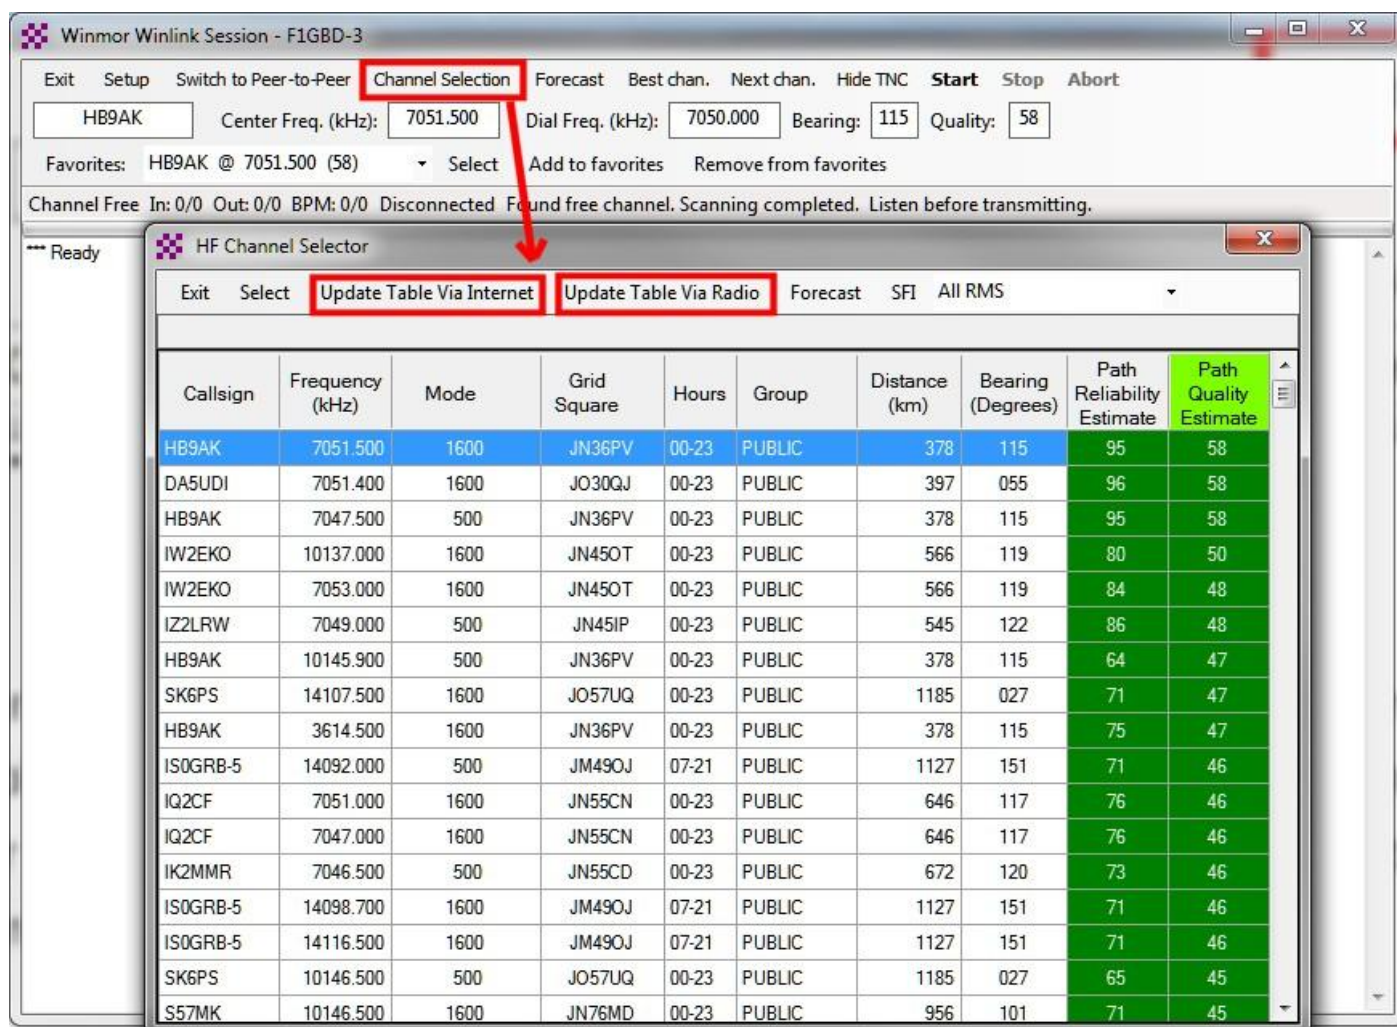 Winmor Winlink Session - F1GBD-3
Exit Setup Switch to Peer-to-Peer Channel Selection Forecast Best chan. Next chan. Hide TNC Start Stop Abort
HB9AK Center Freq. (kHz): 7051.500 Dial Freq. (kHz): 7050.000 Bearing: 115 Quality: 58
Favorites: HB9AK @ 7051.500 (58) Select Add to favorites Remove from favorites
Channel Free In: 0/0 Out: 0/0 BPM: 0/0 Disconnected Found free channel. Scanning completed. Listen before transmitting.
*** Ready
HF Channel Selector
Exit Select Update Table Via Internet Update Table Via Radio Forecast SFI All RMS
Callsign Frequency (kHz) Mode Grid Square Hours Group Distance (km) Bearing (Degrees) Path Reliability Estimate Path Quality Estimate
HB9AK 7051.500 1600 JN36PV 00-23 PUBLIC 378 115 95 58
DA5UDI 7051.400 1600 JO30QJ 00-23 PUBLIC 397 055 96 58
HB9AK 7047.500 500 JN36PV 00-23 PUBLIC 378 115 95 58
IW2EKO 10137.000 1600 JN45OT 00-23 PUBLIC 566 119 80 50
IW2EKO 7053.000 1600 JN45OT 00-23 PUBLIC 566 119 84 48
IZ2LRW 7049.000 500 JN45IP 00-23 PUBLIC 545 122 86 48
HB9AK 10145.900 500 JN36PV 00-23 PUBLIC 378 115 64 47
SK6PS 14107.500 1600 JO57UQ 00-23 PUBLIC 1185 027 71 47
HB9AK 3614.500 1600 JN36PV 00-23 PUBLIC 378 115 75 47
IS0GRB-5 14092.000 500 JM49OJ 07-21 PUBLIC 1127 151 71 46
IQ2CF 7051.000 1600 JN55CN 00-23 PUBLIC 646 117 76 46
IQ2CF 7047.000 1600 JN55CN 00-23 PUBLIC 646 117 76 46
IK2MMR 7046.500 500 JN55CD 00-23 PUBLIC 672 120 73 46
IS0GRB-5 14098.700 1600 JM49OJ 07-21 PUBLIC 1127 151 71 46
IS0GRB-5 14116.500 1600 JM49OJ 07-21 PUBLIC 1127 151 71 46
SK6PS 10146.500 500 JO57UQ 00-23 PUBLIC 1185 027 65 45
S57MK 10146.500 1600 JN76MD 00-23 PUBLIC 956 101 71 45